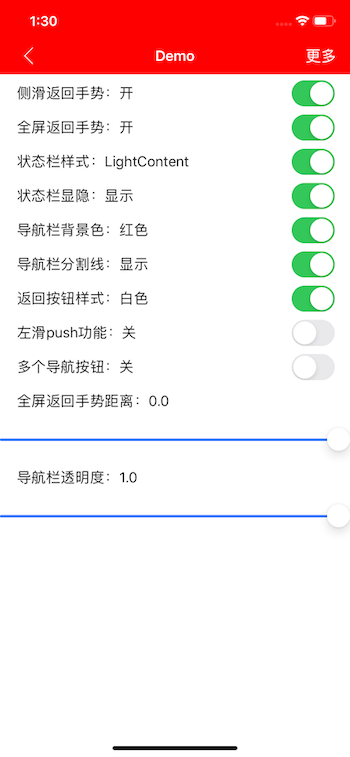 1:30
Demo
更多
侧滑返回手势：开
全屏返回手势：开
状态栏样式：LightContent
状态栏显隐：显示
导航栏背景色：红色
导航栏分割线：显示
返回按钮样式：白色
左滑push功能：关
多个导航按钮：关
全屏返回手势距离：0.0
导航栏透明度：1.0